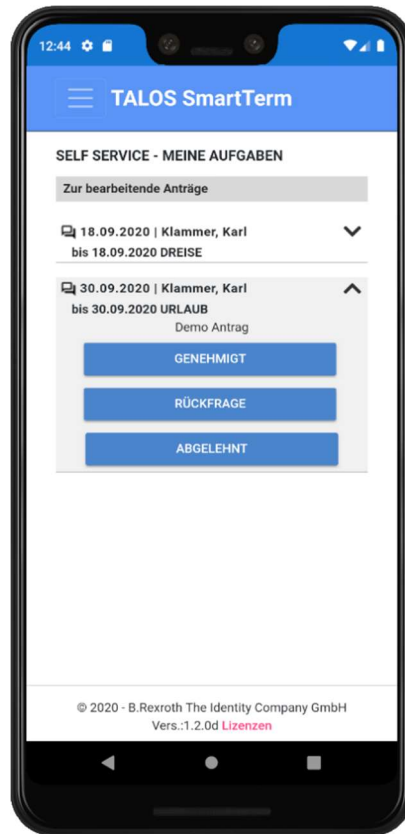 12:44
TALOS SmartTerm
SELF SERVICE - MEINE AUFGABEN
Zur bearbeitende Anträge
18.09.2020 | Klammer, Karl
bis 18.09.2020 DREISE
30.09.2020 | Klammer, Karl
bis 30.09.2020 URLAUB
Demo Antrag
GENEHMIGT
RÜCKFRAGE
ABGELEHNT
© 2020 - B.Rexroth The Identity Company GmbH
Vers.:1.2.0d Lizenzen